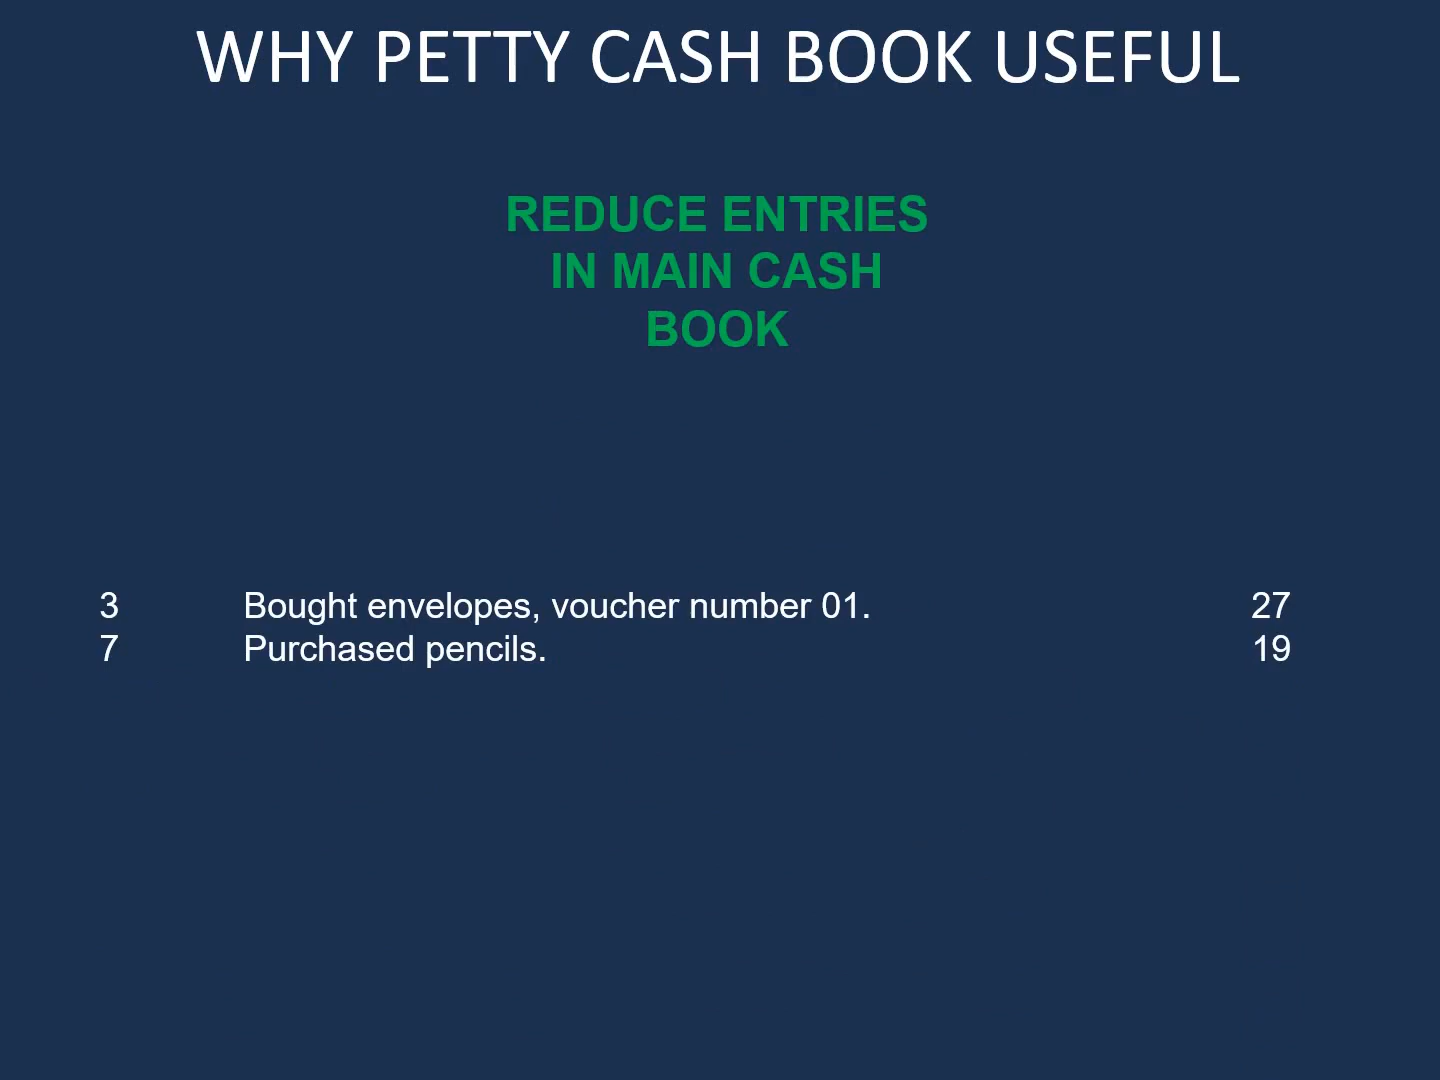 WHY PETTY CASH BOOK USEFUL
REDUCE ENTRIES
IN MAIN CASH
BOOK
3 Bought envelopes, voucher number 01. 27
7 Purchased pencils. 19